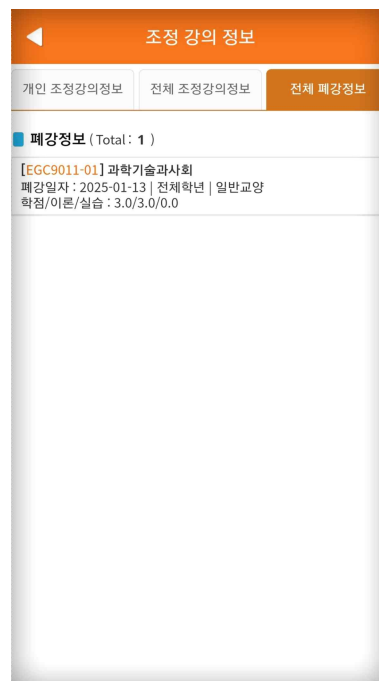 조정 강의 정보
개인 조정강의정보 전체 조정강의정보 전체 폐강정보
폐강정보 (Total : 1 )
[EGC9011-01] 과학기술과사회
폐강일자 : 2025-01-13 | 전체학년 | 일반교양
학점/이론/실습 : 3.0/3.0/0.0